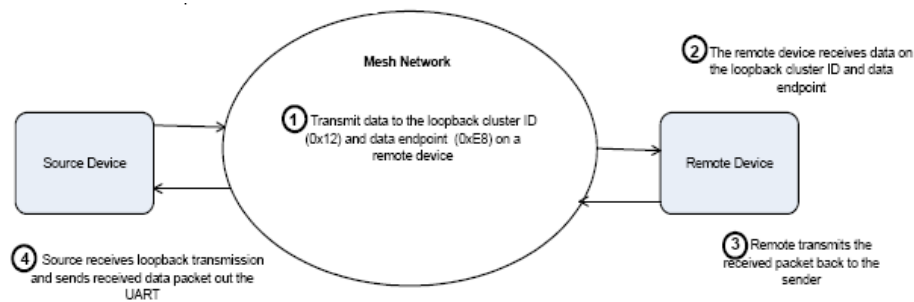 Mesh Network
1 Transmit data to the loopback cluster ID
(0x12) and data endpoint (0xE8) on a
remote device
2 The remote device receives data on
the loopback cluster ID and data
endpoint
Source Device
Remote Device
3 Remote transmits the
received packet back to the
sender
4 Source receives loopback transmission
and sends received data packet out the
UART